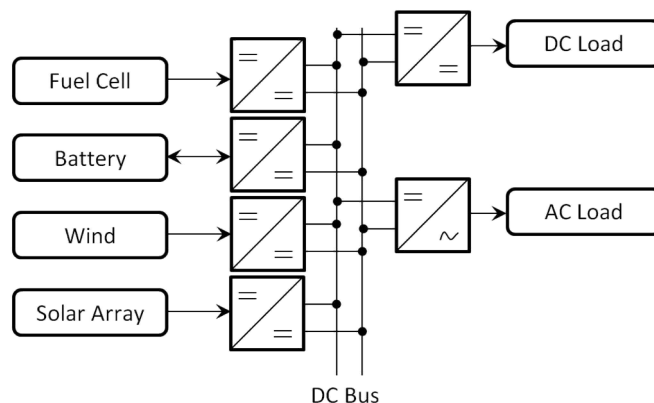 Fuel Cell
Battery
Wind
Solar Array
DC Load
AC Load
DC Bus